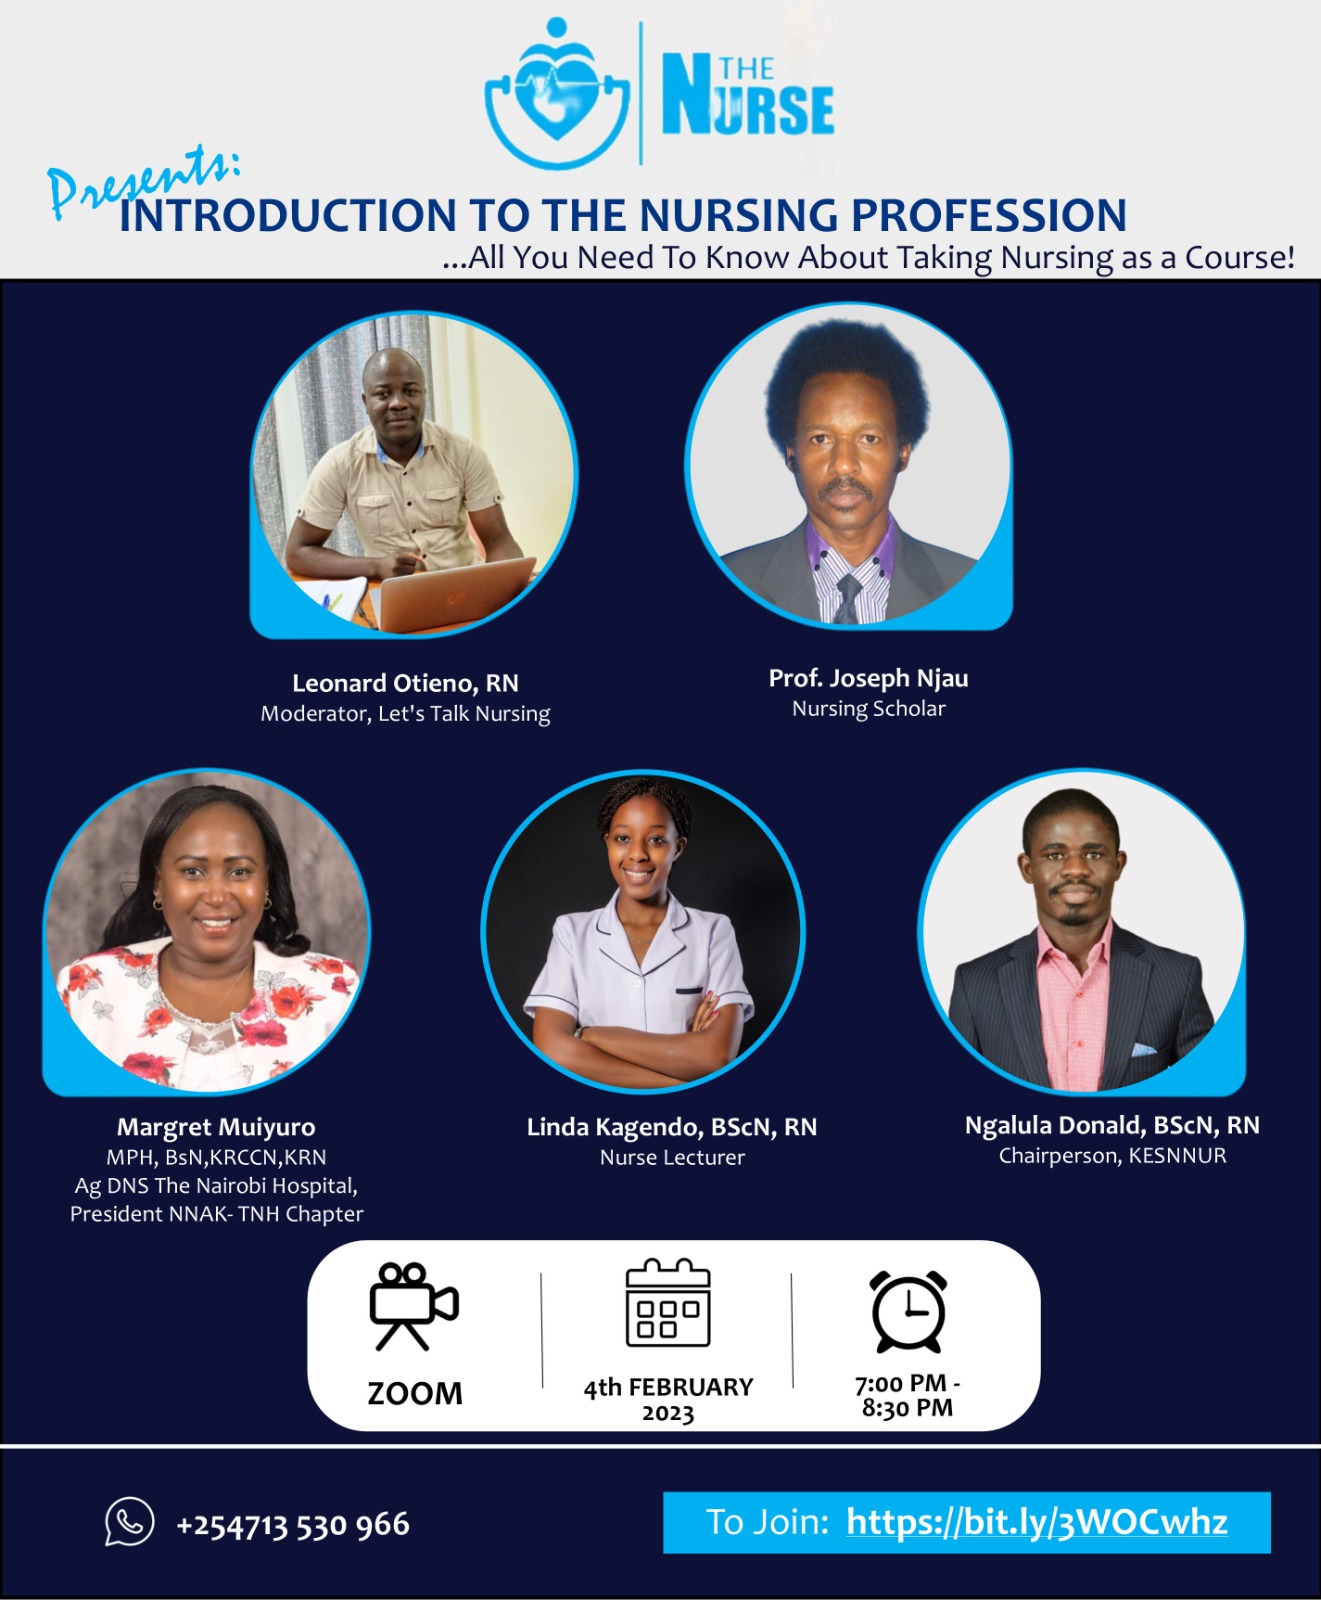 THE
NURSE
Presents:
INTRODUCTION TO THE NURSING PROFESSION
...All You Need To Know About Taking Nursing as a Course!
Leonard Otieno, RN
Moderator, Let's Talk Nursing
Prof. Joseph Njau
Nursing Scholar
Margret Muiyuro
MPH, BsN,KRCCN,KRN
Ag DNS The Nairobi Hospital,
President NNAK- TNH Chapter
Linda Kagendo, BScN, RN
Nurse Lecturer
Ngalula Donald, BScN, RN
Chairperson, KESNNUR
ZOOM
4th FEBRUARY
2023
7:00 PM -
8:30 PM
+254713 530 966
To Join: https://bit.ly/3WOCwhz